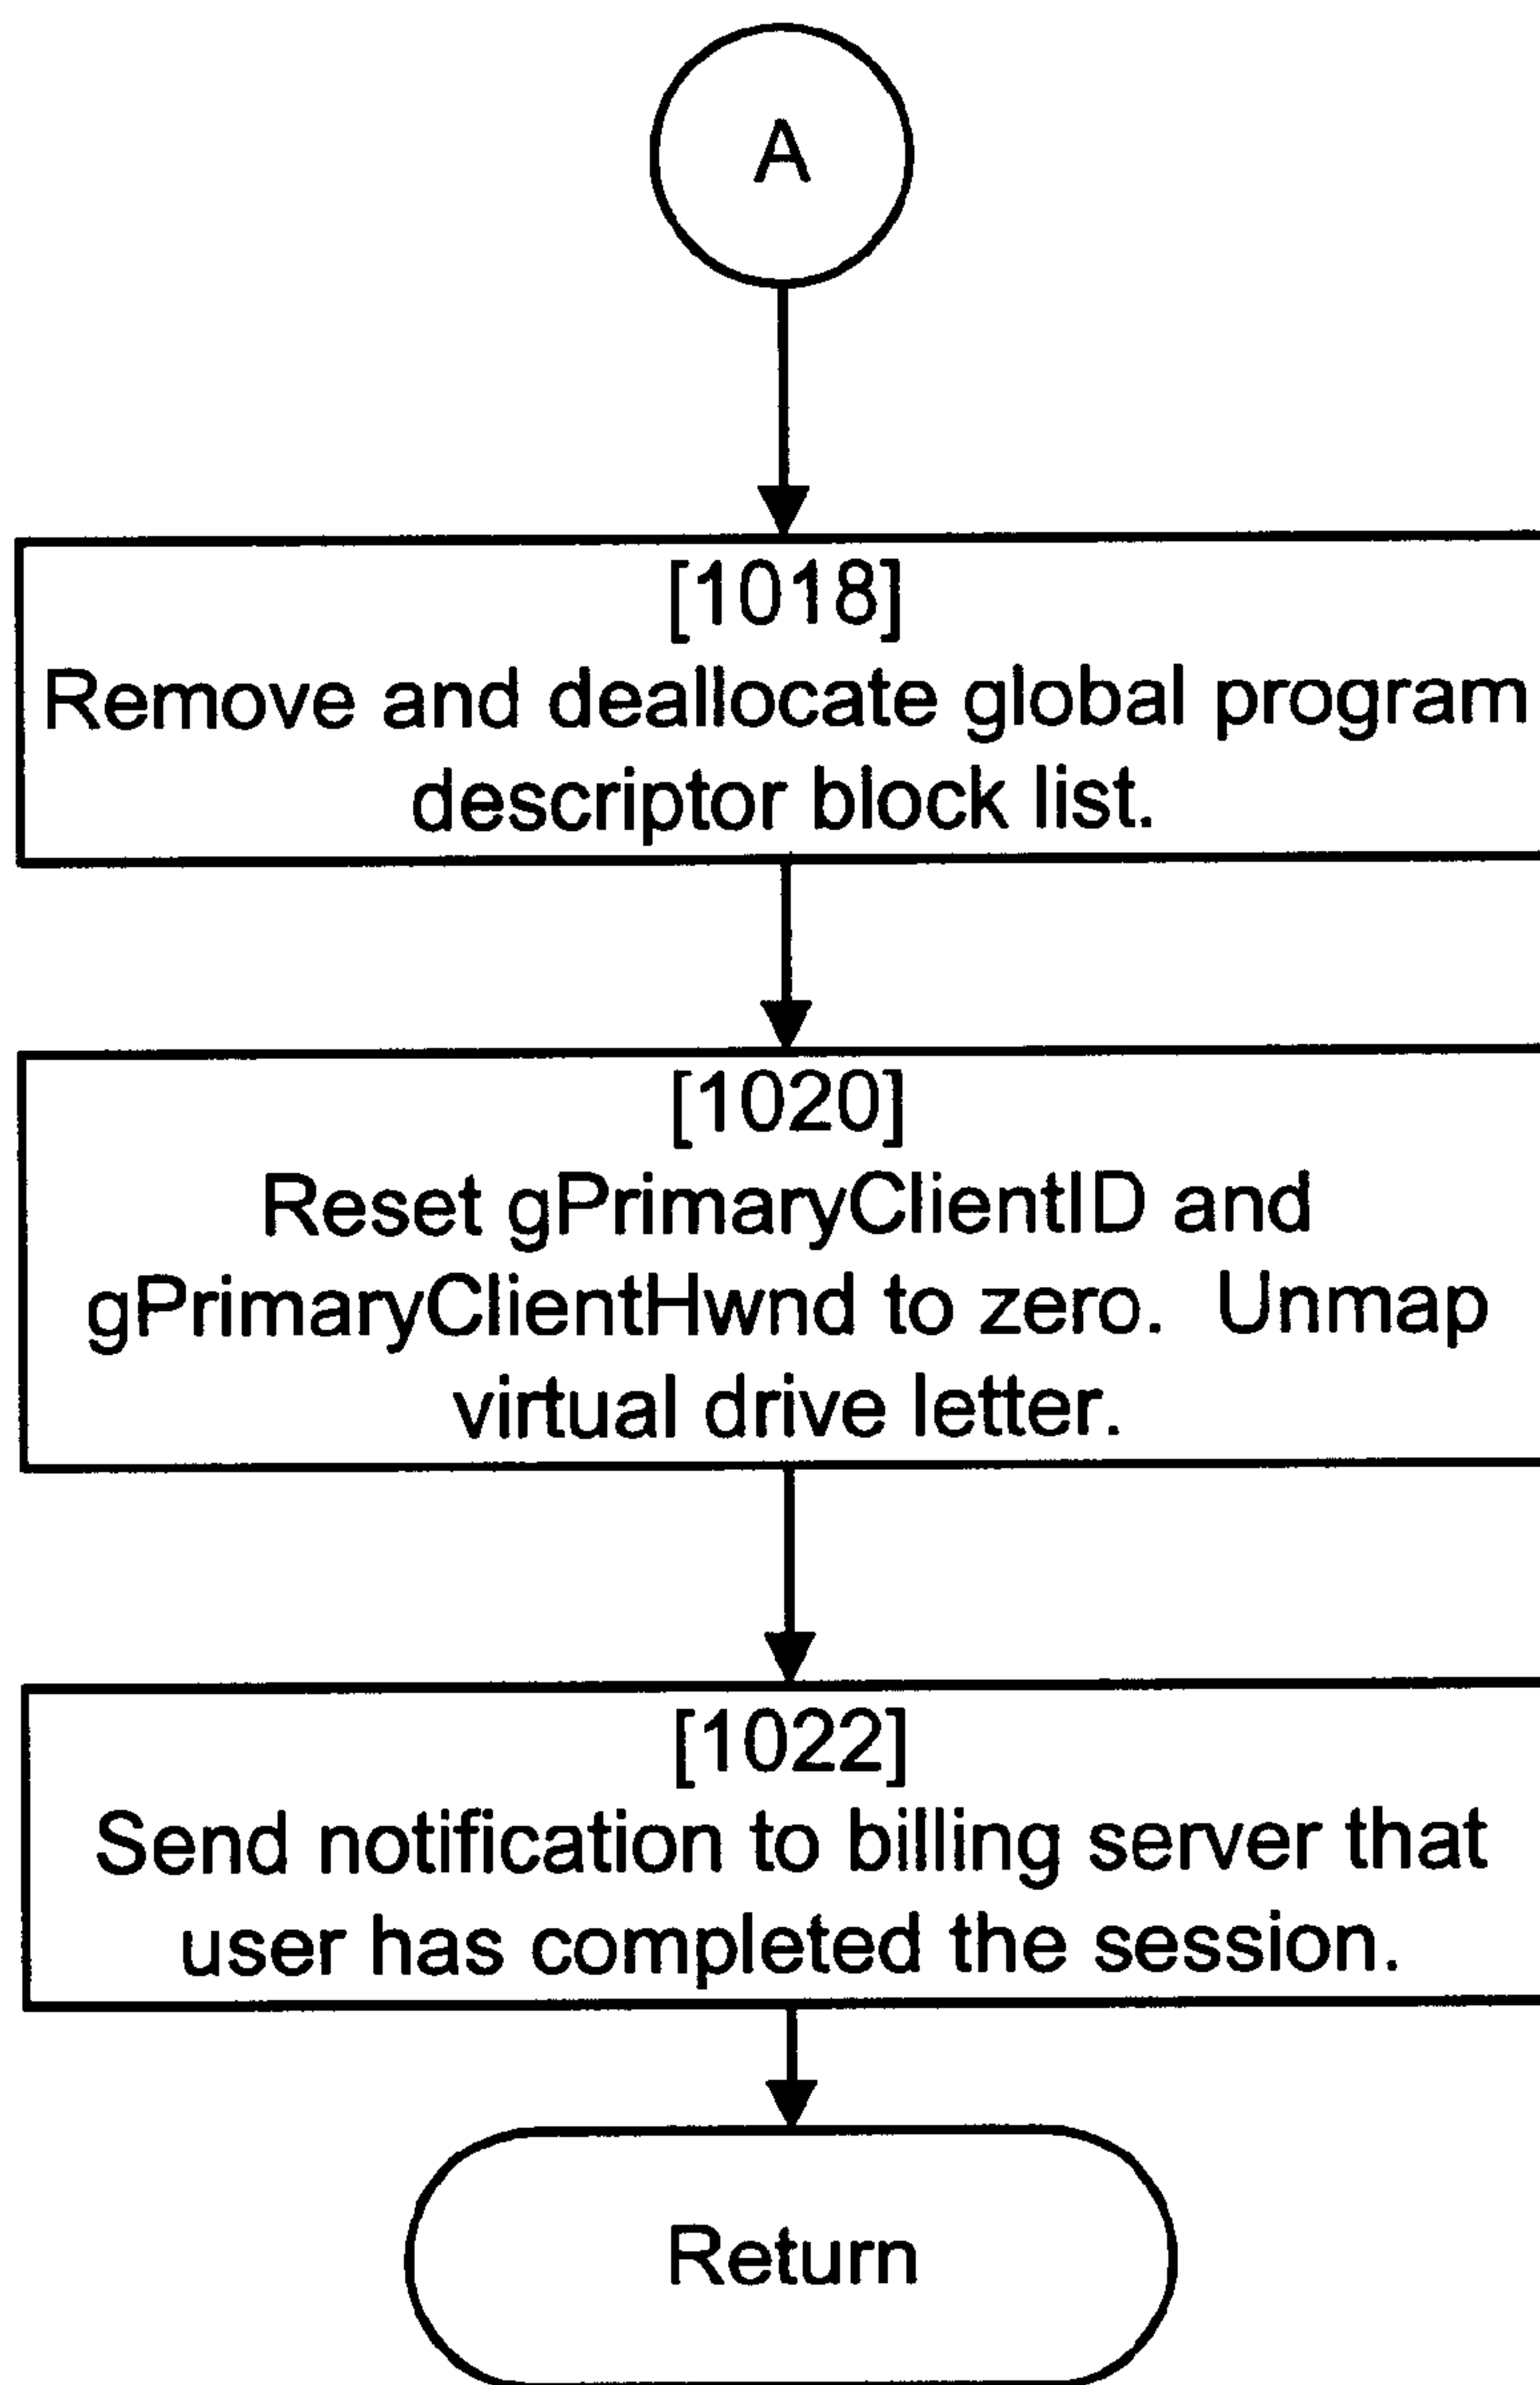 A
[1018]
Remove and deallocate global program
descriptor block list.
[1020]
Reset gPrimaryClientID and
gPrimaryClientHwnd to zero.  Unmap
virtual drive letter.
[1022]
Send notification to billing server that
user has completed the session.
Return